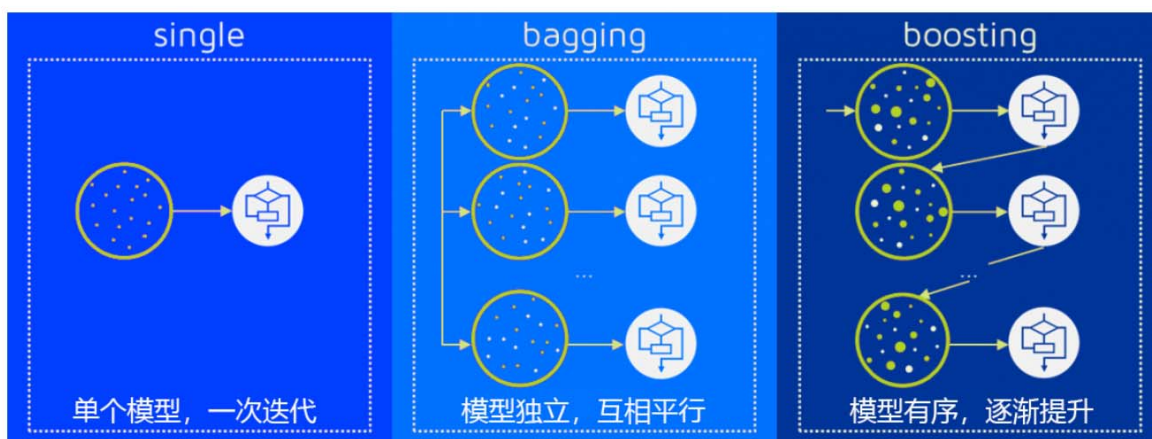 single
bagging
boosting
...
...
单个模型，一次迭代
模型独立，互相平行
模型有序，逐渐提升